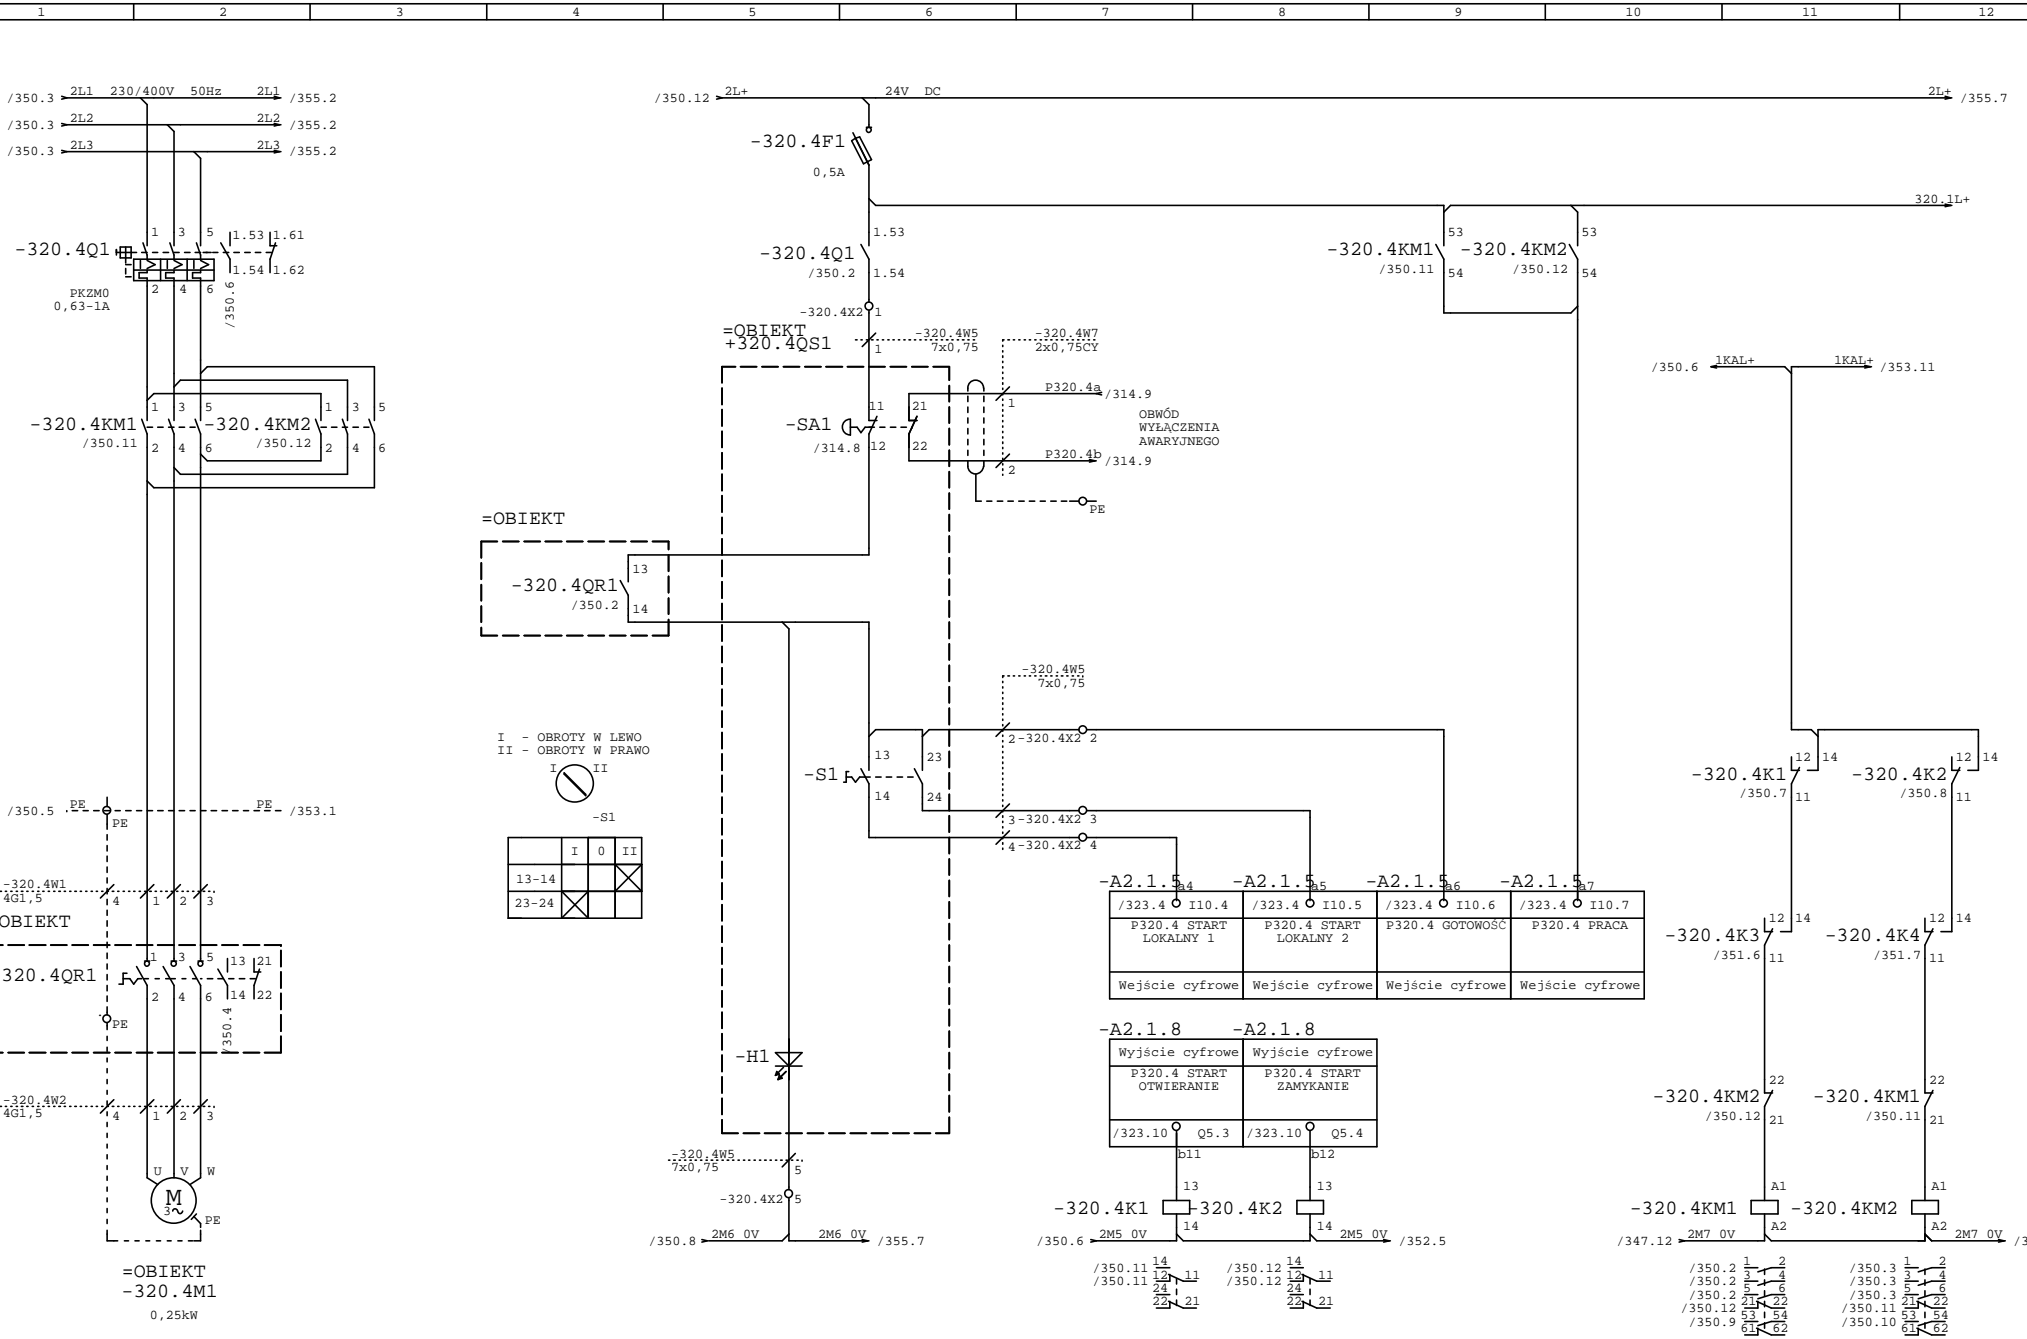 1 2 3 4 5 6 7 8 9 10 11 12
/350.3 2L1 230/400V 50Hz 2L1 /355.2
/350.3 2L2 2L2 /355.2
/350.3 2L3 2L3 /355.2
/350.12 2L+ 24V DC 2L+ /355.7
-320.4F1
0,5A
320.1L+
1 3 5 1.53 1.61
-320.4Q1
1.54 1.62
2 4 6
PKZM0
0,63-1A
/350.6
1.53
-320.4Q1
/350.2 1.54
-320.4X2 1
53 53
-320.4KM1 -320.4KM2
/350.11 54 /350.12 54
=OBIEKT
+320.4QS1
1
-320.4W5
7x0,75
-320.4W7
2x0,75CY
1 3 5 1 3 5
-320.4KM1 -320.4KM2
/350.11 2 4 6 /350.12 2 4 6
11 21
-SA1
/314.8 12 22
1 P320.4a /314.9
OBWÓD
WYŁĄCZENIA
AWARYJNEGO
2 P320.4b /314.9
PE
/350.6 1KAL+ 1KAL+ /353.11
=OBIEKT
13
-320.4QR1
/350.2 14
-320.4W5
7x0,75
I - OBROTY W LEWO
II - OBROTY W PRAWO
I II
-S1
I 0 II
13-14
23-24
2 -320.4X2 2
13 23
-S1
14 24
3 -320.4X2 3
4 -320.4X2 4
12 14 12 14
-320.4K1 -320.4K2
/350.7 11 /350.8 11
/350.5 PE PE /353.1
PE
-320.4W1
4G1,5
4 1 2 3
OBIEKT
1 3 5 13 21
320.4QR1
2 4 6 14 22
PE
/350.4
-A2.1.5 a4 -A2.1.5 a5 -A2.1.5 a6 -A2.1.5 a7
/323.4 I10.4 /323.4 I10.5 /323.4 I10.6 /323.4 I10.7
P320.4 START P320.4 START P320.4 GOTOWOŚĆ P320.4 PRACA
LOKALNY 1 LOKALNY 2
Wejście cyfrowe Wejście cyfrowe Wejście cyfrowe Wejście cyfrowe
12 14 12 14
-320.4K3 -320.4K4
/351.6 11 /351.7 11
-A2.1.8 -A2.1.8
Wyjście cyfrowe Wyjście cyfrowe
P320.4 START P320.4 START
OTWIERANIE ZAMYKANIE
/323.10 Q5.3 /323.10 Q5.4
b11 b12
-H1
22 22
-320.4KM2 -320.4KM1
/350.12 21 /350.11 21
-320.4W2
4G1,5
4 1 2 3
U V W
M
3~
PE
-320.4W5
7x0,75
5
-320.4X2 5
13 13
-320.4K1 -320.4K2
14 14
A1 A1
-320.4KM1 -320.4KM2
A2 A2
/350.8 2M6 0V 2M6 0V /355.7
/350.6 2M5 0V 2M5 0V /352.5
/347.12 2M7 0V 2M7 0V
=OBIEKT
-320.4M1
0,25kW
/350.11 14
/350.11 12 11
24
22 21
/350.12 14
/350.12 12 11
24
22 21
/350.2 1 2
/350.2 3 4
/350.2 5 6
/350.12 21 22
/350.9 53 54
61 62
/350.3 1 2
/350.3 3 4
/350.3 5 6
/350.11 21 22
/350.10 53 54
61 62